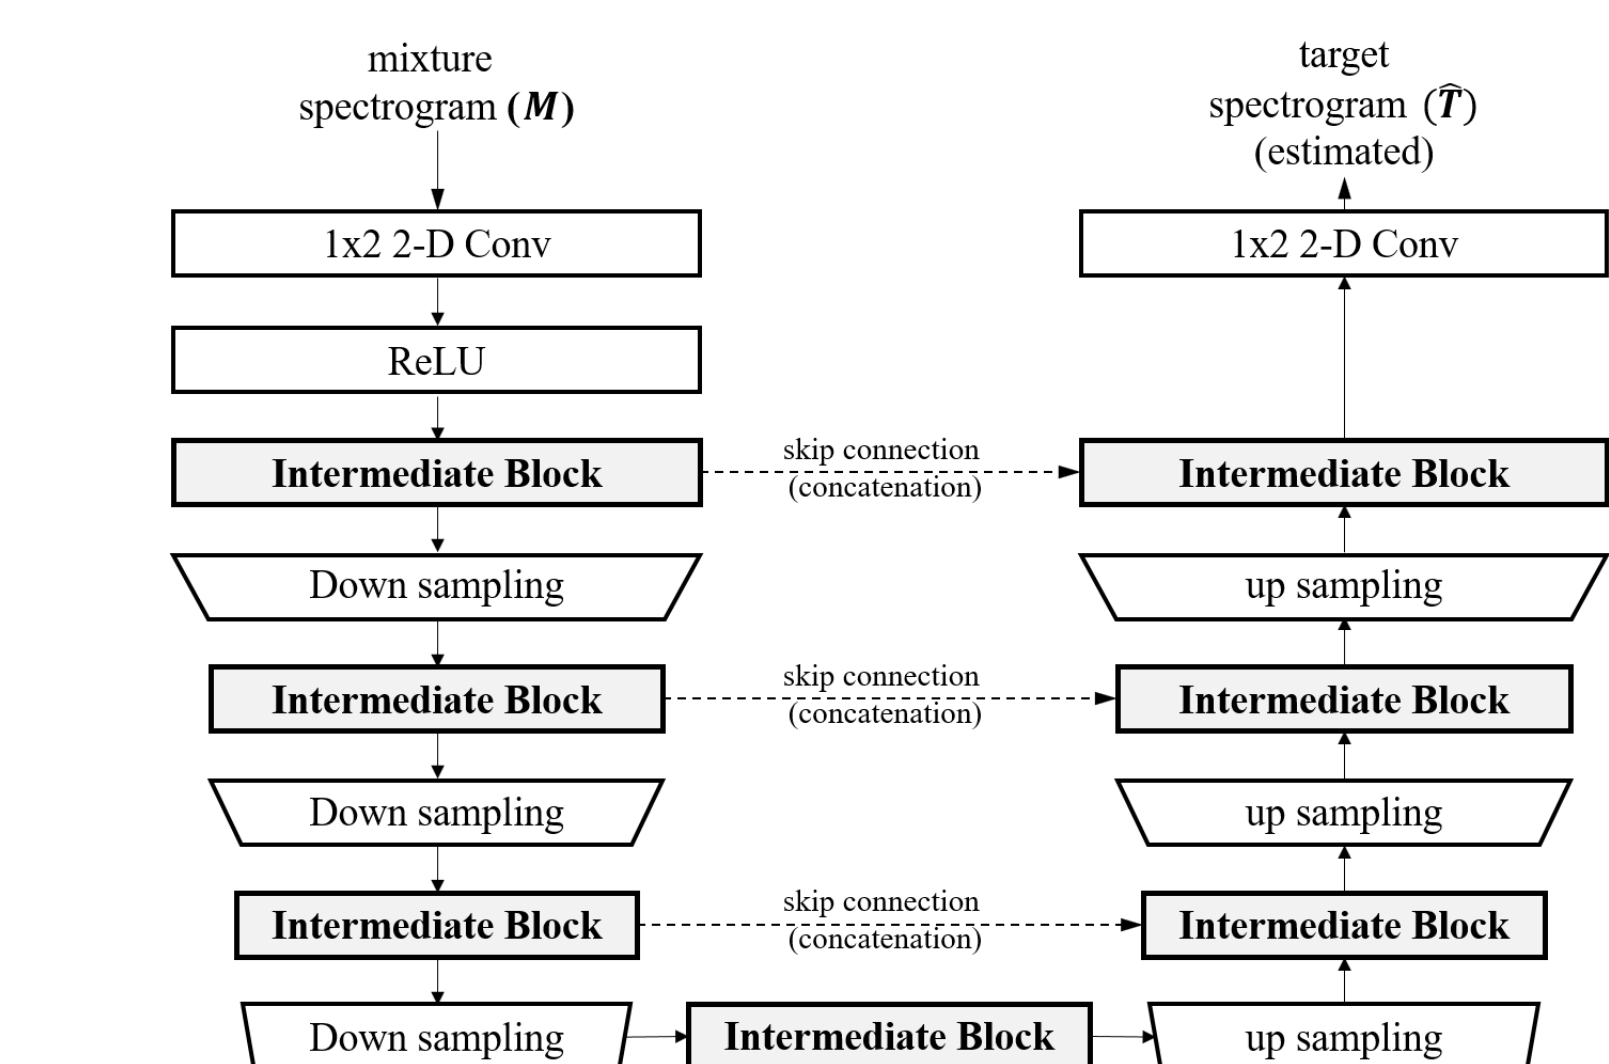 mixture
spectrogram (M)
1x2 2-D Conv
ReLU
Intermediate Block
Down sampling
Intermediate Block
Down sampling
Intermediate Block
Down sampling
skip connection
(concatenation)
skip connection
(concatenation)
skip connection
(concatenation)
Intermediate Block
target
spectrogram (T̂)
(estimated)
1x2 2-D Conv
Intermediate Block
up sampling
Intermediate Block
up sampling
Intermediate Block
up sampling